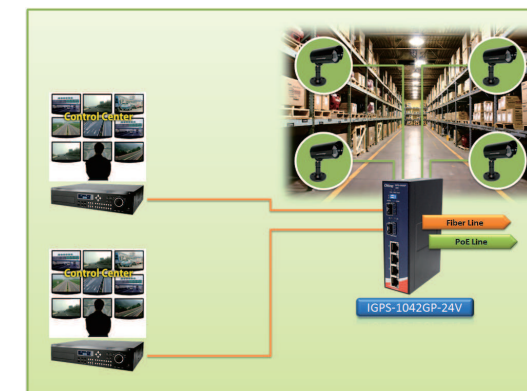 Control Center
Control Center
Fiber Line
PoE Line
IGPS-1042GP-24V